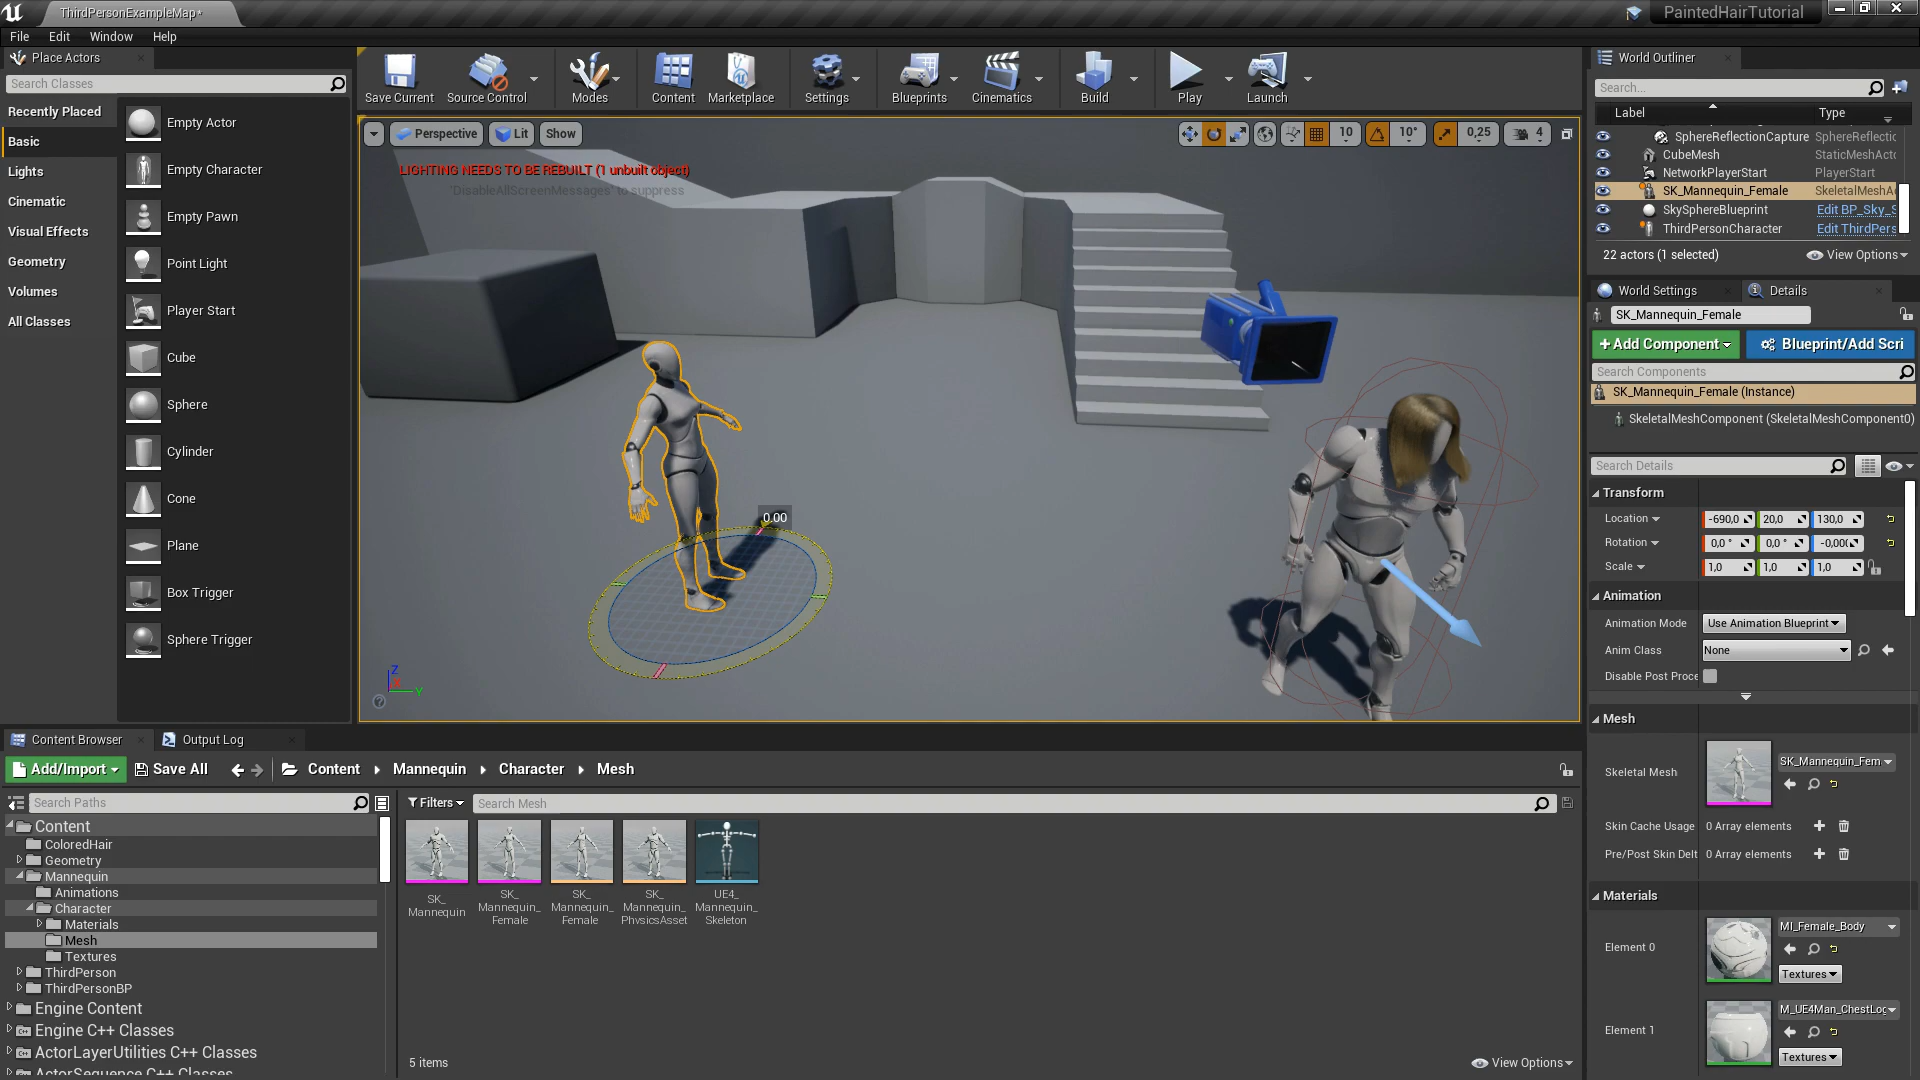 ThirdPersonExampleMap*
PaintedHairTutorial
File Edit Window Help
Place Actors
Search Classes
Recently Placed
Basic
Lights
Cinematic
Visual Effects
Geometry
Volumes
All Classes
Empty Actor
Empty Character
Empty Pawn
Point Light
Player Start
Cube
Sphere
Cylinder
Cone
Plane
Box Trigger
Sphere Trigger
Save Current
Source Control
Modes
Content
Marketplace
Settings
Blueprints
Cinematics
Build
Play
Launch
Perspective Lit Show
10 10° 0,25 4
LIGHTING NEEDS TO BE REBUILT (1 unbuilt object)
'DisableAllScreenMessages' to suppress
0.00
Z
X
Y
World Outliner
Search...
Label Type
SphereReflectionCapture SphereReflectic
CubeMesh StaticMeshActo
NetworkPlayerStart PlayerStart
SK_Mannequin_Female SkeletalMeshA
SkySphereBlueprint Edit BP_Sky_S
ThirdPersonCharacter Edit ThirdPers
22 actors (1 selected) View Options
World Settings Details
SK_Mannequin_Female
+Add Component Blueprint/Add Scri
Search Components
SK_Mannequin_Female (Instance)
SkeletalMeshComponent (SkeletalMeshComponent0)
Search Details
Transform
Location -690,0 20,0 130,0
Rotation 0,0 ° 0,0 ° -0,000
Scale 1,0 1,0 1,0
Animation
Animation Mode Use Animation Blueprint
Anim Class None
Disable Post Proce
Mesh
Skeletal Mesh SK_Mannequin_Fem
Skin Cache Usage 0 Array elements
Pre/Post Skin Delt 0 Array elements
Materials
Element 0 MI_Female_Body
Textures
Element 1 M_UE4Man_ChestLog
Textures
Content Browser Output Log
Add/Import Save All Content Mannequin Character Mesh
Search Paths
Filters Search Mesh
Content
ColoredHair
Geometry
Mannequin
Animations
Character
Materials
Mesh
Textures
ThirdPerson
ThirdPersonBP
Engine Content
Engine C++ Classes
ActorLayerUtilities C++ Classes
ActorSequence C++ Classes
SK_
Mannequin
SK_
Mannequin_
Female
SK_
Mannequin_
Female
SK_
Mannequin_
PhysicsAsset
UE4_
Mannequin_
Skeleton
5 items View Options